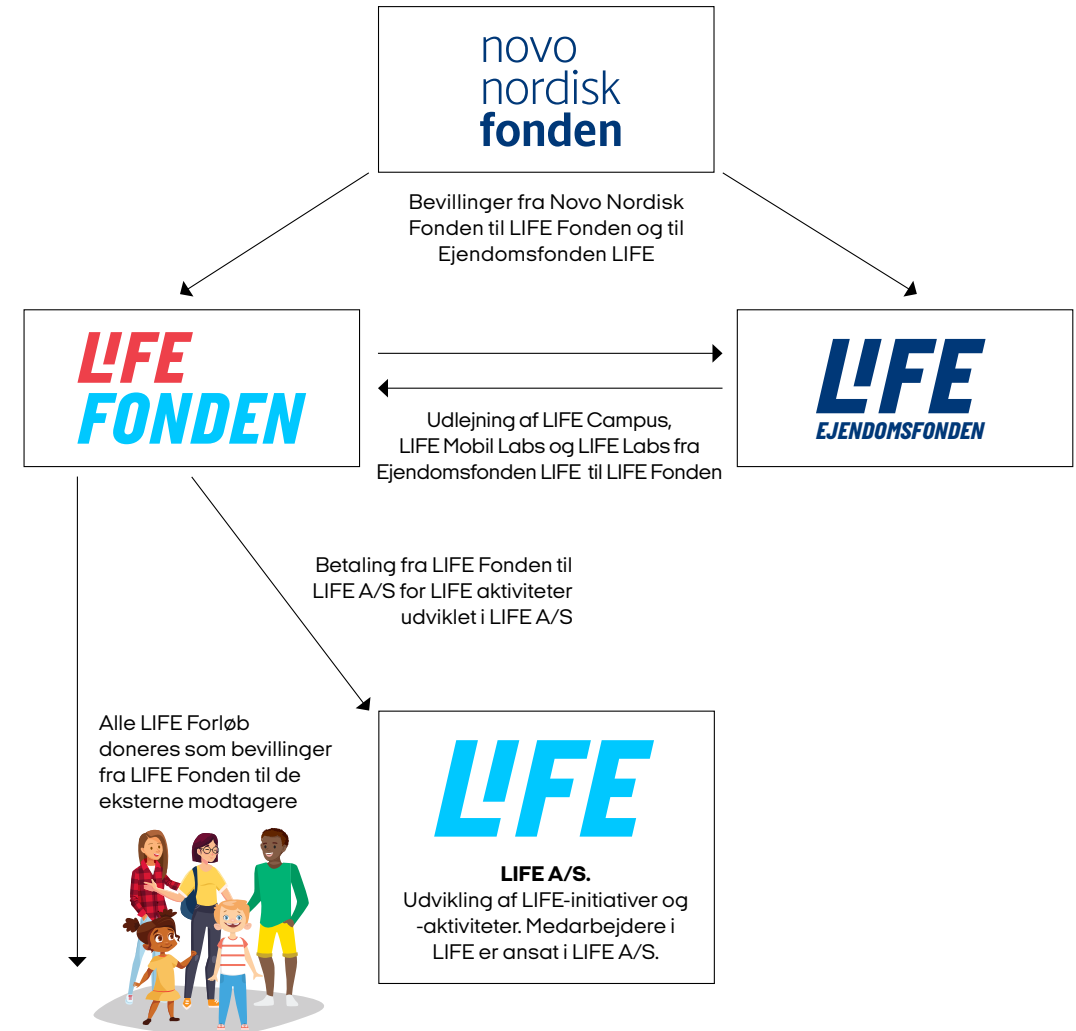 novo
nordisk
fonden
Bevillinger fra Novo Nordisk
Fonden til LIFE Fonden og til
Ejendomsfonden LIFE
LIFE
FONDEN
LIFE
EJENDOMSFONDEN
Udlejning af LIFE Campus,
LIFE Mobil Labs og LIFE Labs fra
Ejendomsfonden LIFE til LIFE Fonden
Betaling fra LIFE Fonden til
LIFE A/S for LIFE aktiviteter
udviklet i LIFE A/S
Alle LIFE Forløb
doneres som bevillinger
fra LIFE Fonden til de
eksterne modtagere
LIFE
LIFE A/S.
Udvikling af LIFE-initiativer og
-aktiviteter. Medarbejdere i
LIFE er ansat i LIFE A/S.